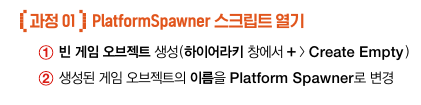 [과정 01] PlatformSpawner 스크립트 열기
① 빈 게임 오브젝트 생성(하이어라키 창에서 + > Create Empty)
② 생성된 게임 오브젝트의 이름을 Platform Spawner로 변경